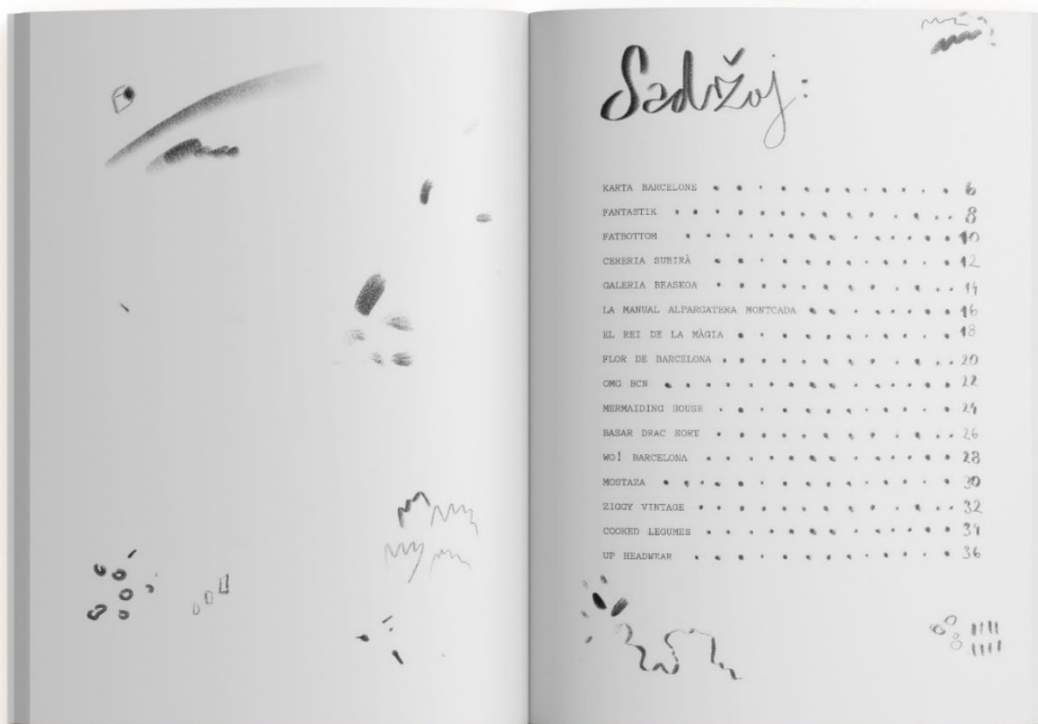 Sadržaj:
KARTA BARCELONE 6
FANTASTIK 8
FATBOTTOM 10
CERERIA SUBIRÀ 12
GALERIA BEASKOA 14
LA MANUAL ALPARGATERA MONTCADA 16
EL REI DE LA MÀGIA 18
FLOR DE BARCELONA 20
OMG BCN 22
MERMAIDING HOUSE 24
BASAR DRAC SORT 26
WO! BARCELONA 28
MOSTAZA 30
ZIGGY VINTAGE 32
COOKED LEGUMES 34
UP HEADWEAR 36